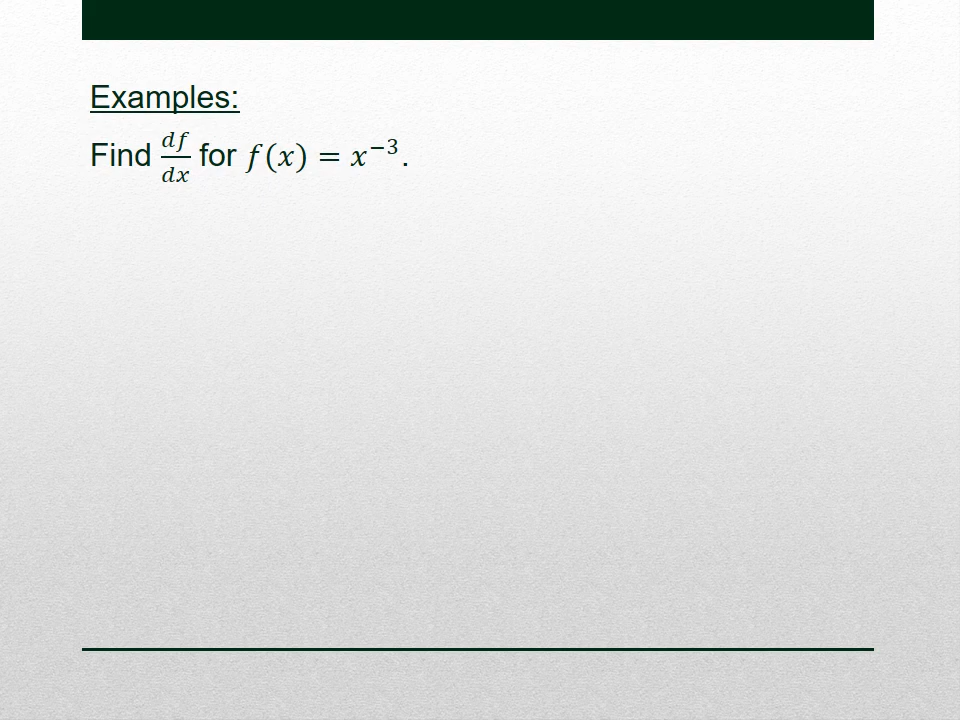 Examples:
Find df/dx for f(x) = x⁻³.